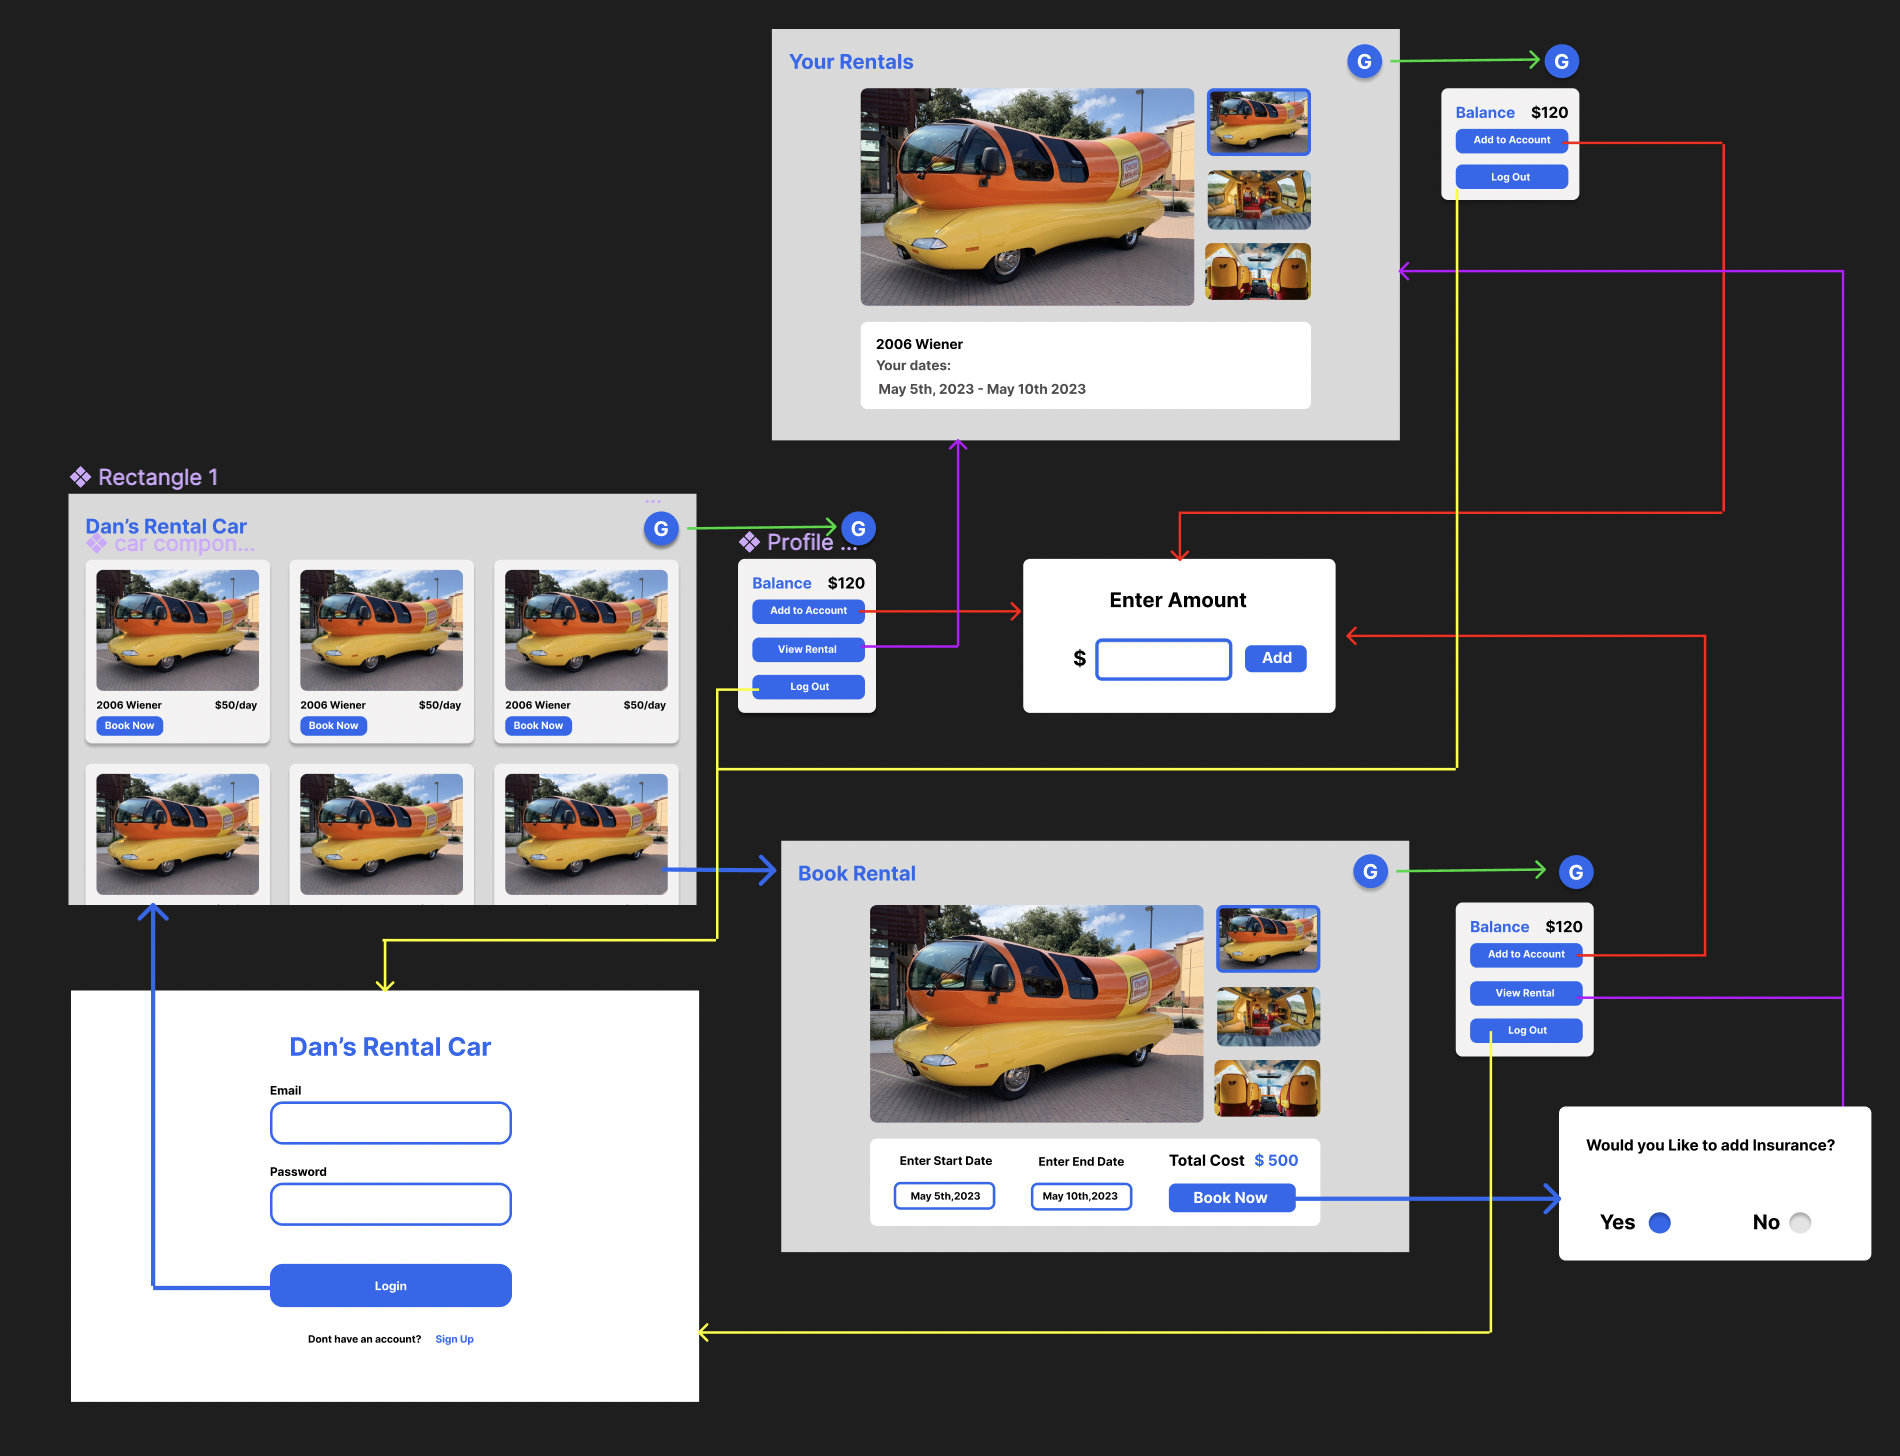 Your Rentals
G
G
Balance $120
Add to Account
Log Out
2006 Wiener
Your dates:
May 5th, 2023 - May 10th 2023
Rectangle 1
Dan’s Rental Car
G
G
car compon...
Profile ...
2006 Wiener $50/day
Book Now
2006 Wiener $50/day
Book Now
2006 Wiener $50/day
Book Now
Balance $120
Add to Account
View Rental
Log Out
Enter Amount
$
Add
Book Rental
G
G
Balance $120
Add to Account
View Rental
Log Out
Enter Start Date
May 5th,2023
Enter End Date
May 10th,2023
Total Cost $ 500
Book Now
Would you Like to add Insurance?
Yes No
Dan’s Rental Car
Email
Password
Login
Dont have an account? Sign Up